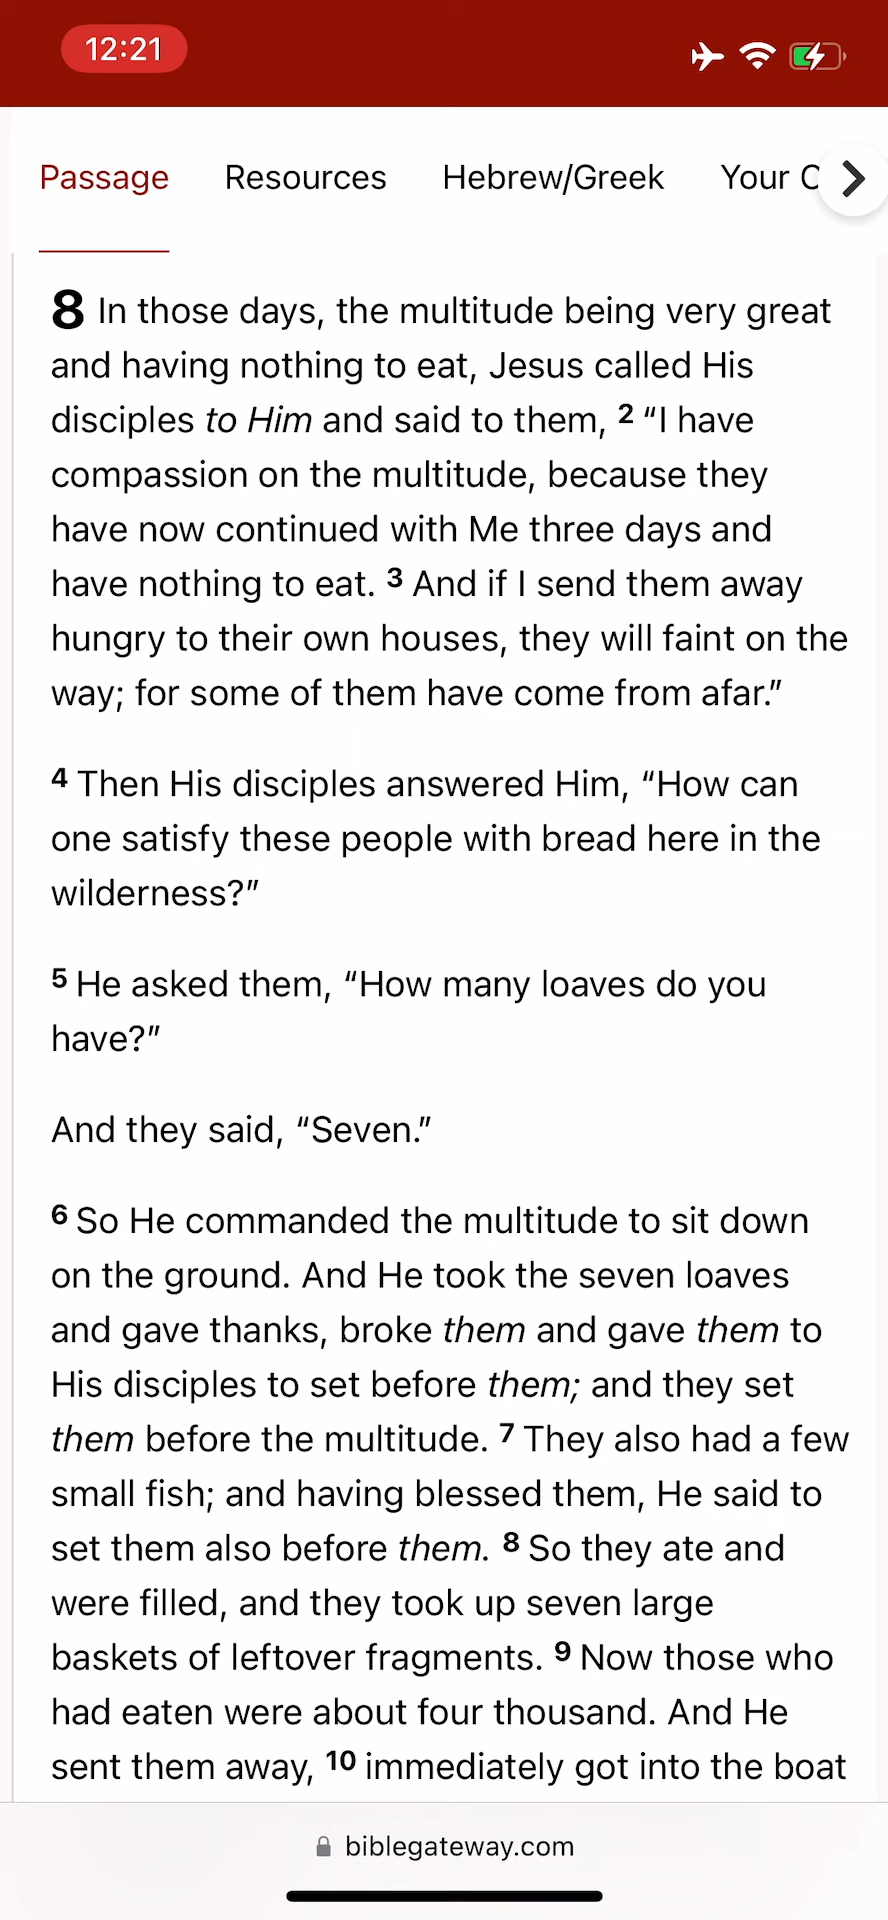 12:21
Passage Resources Hebrew/Greek Your C
8 In those days, the multitude being very great
and having nothing to eat, Jesus called His
disciples to Him and said to them, 2 “I have
compassion on the multitude, because they
have now continued with Me three days and
have nothing to eat. 3 And if I send them away
hungry to their own houses, they will faint on the
way; for some of them have come from afar.”
4 Then His disciples answered Him, “How can
one satisfy these people with bread here in the
wilderness?”
5 He asked them, “How many loaves do you
have?”
And they said, “Seven.”
6 So He commanded the multitude to sit down
on the ground. And He took the seven loaves
and gave thanks, broke them and gave them to
His disciples to set before them; and they set
them before the multitude. 7 They also had a few
small fish; and having blessed them, He said to
set them also before them. 8 So they ate and
were filled, and they took up seven large
baskets of leftover fragments. 9 Now those who
had eaten were about four thousand. And He
sent them away, 10 immediately got into the boat
biblegateway.com